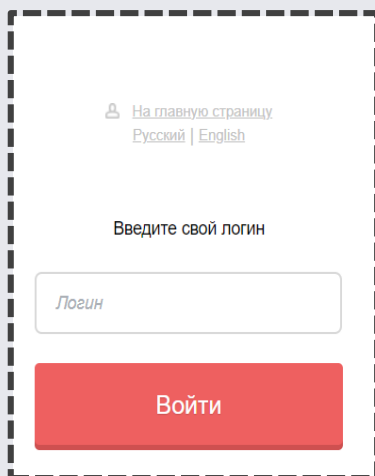 На главную страницу
Русский | English
Введите свой логин
Логин
Войти